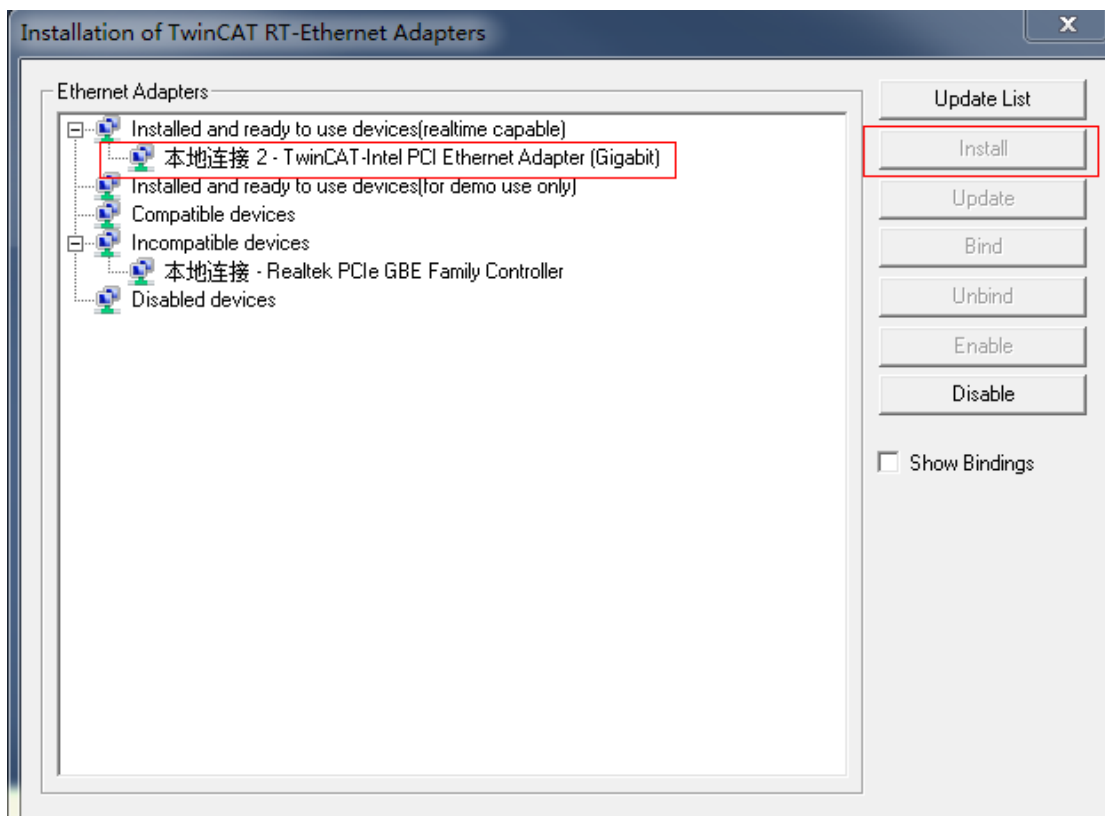 Installation of TwinCAT RT-Ethernet Adapters
x
Ethernet Adapters
Installed and ready to use devices(realtime capable)
本地连接 2 - TwinCAT-Intel PCI Ethernet Adapter (Gigabit)
Installed and ready to use devices(for demo use only)
Compatible devices
Incompatible devices
本地连接 - Realtek PCIe GBE Family Controller
Disabled devices
Update List
Install
Update
Bind
Unbind
Enable
Disable
Show Bindings